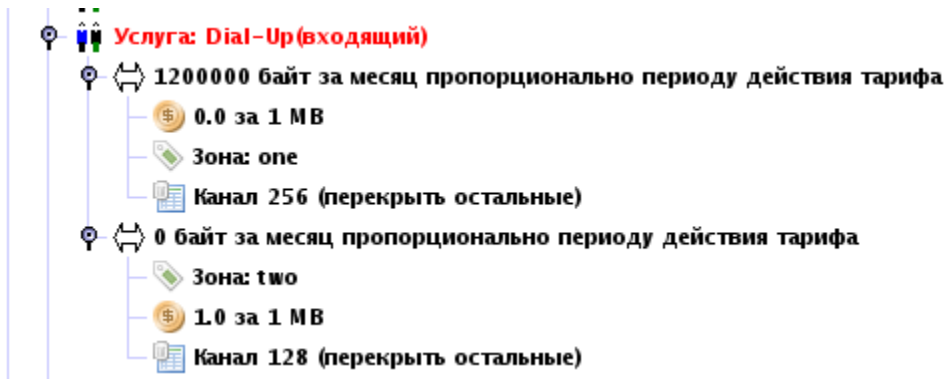 Услуга: Dial-Up(входящий)
1200000 байт за месяц пропорционально периоду действия тарифа
0.0 за 1 MB
Зона: one
Канал 256 (перекрыть остальные)
0 байт за месяц пропорционально периоду действия тарифа
Зона: two
1.0 за 1 MB
Канал 128 (перекрыть остальные)